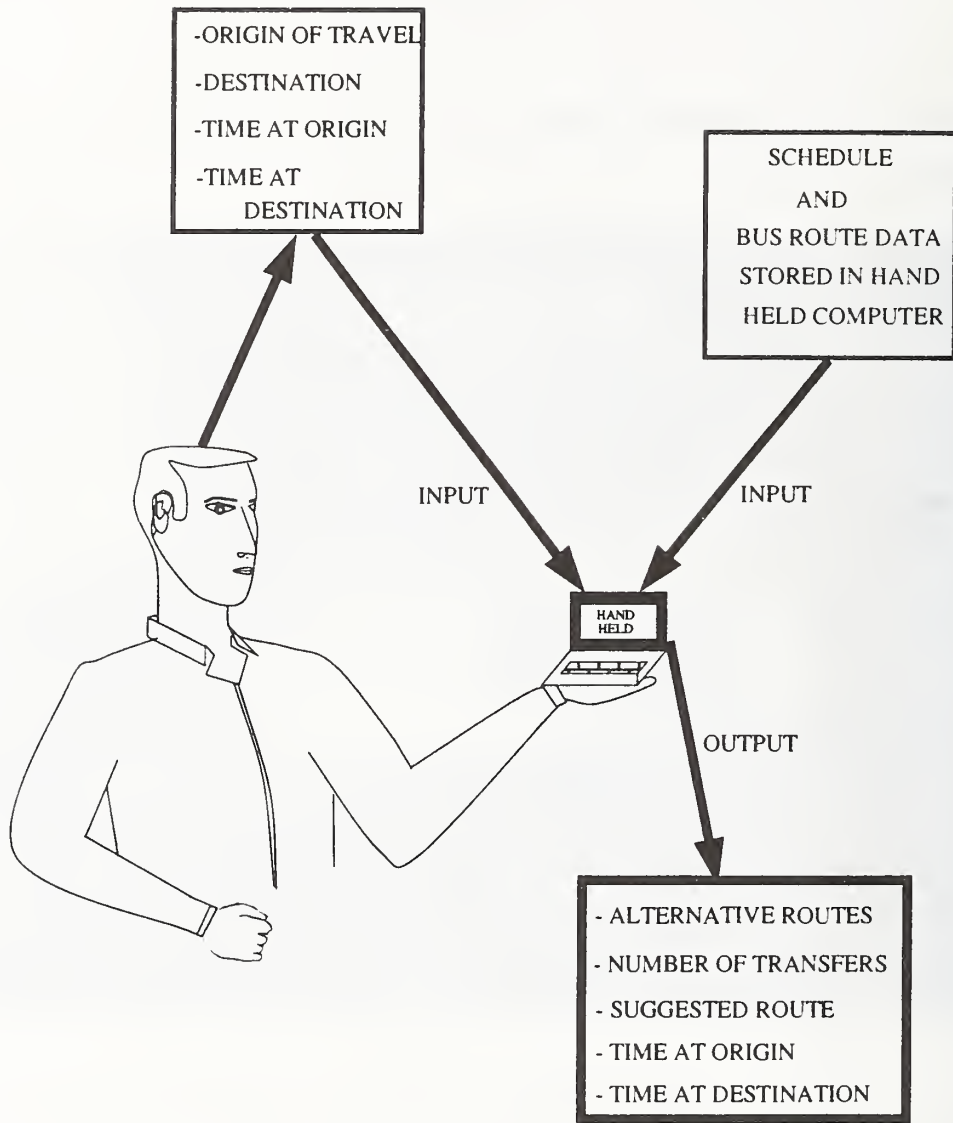 -ORIGIN OF TRAVEL
-DESTINATION
-TIME AT ORIGIN
-TIME AT
DESTINATION
SCHEDULE
AND
BUS ROUTE DATA
STORED IN HAND
HELD COMPUTER
INPUT
INPUT
HAND
HELD
OUTPUT
- ALTERNATIVE ROUTES
- NUMBER OF TRANSFERS
- SUGGESTED ROUTE
- TIME AT ORIGIN
- TIME AT DESTINATION